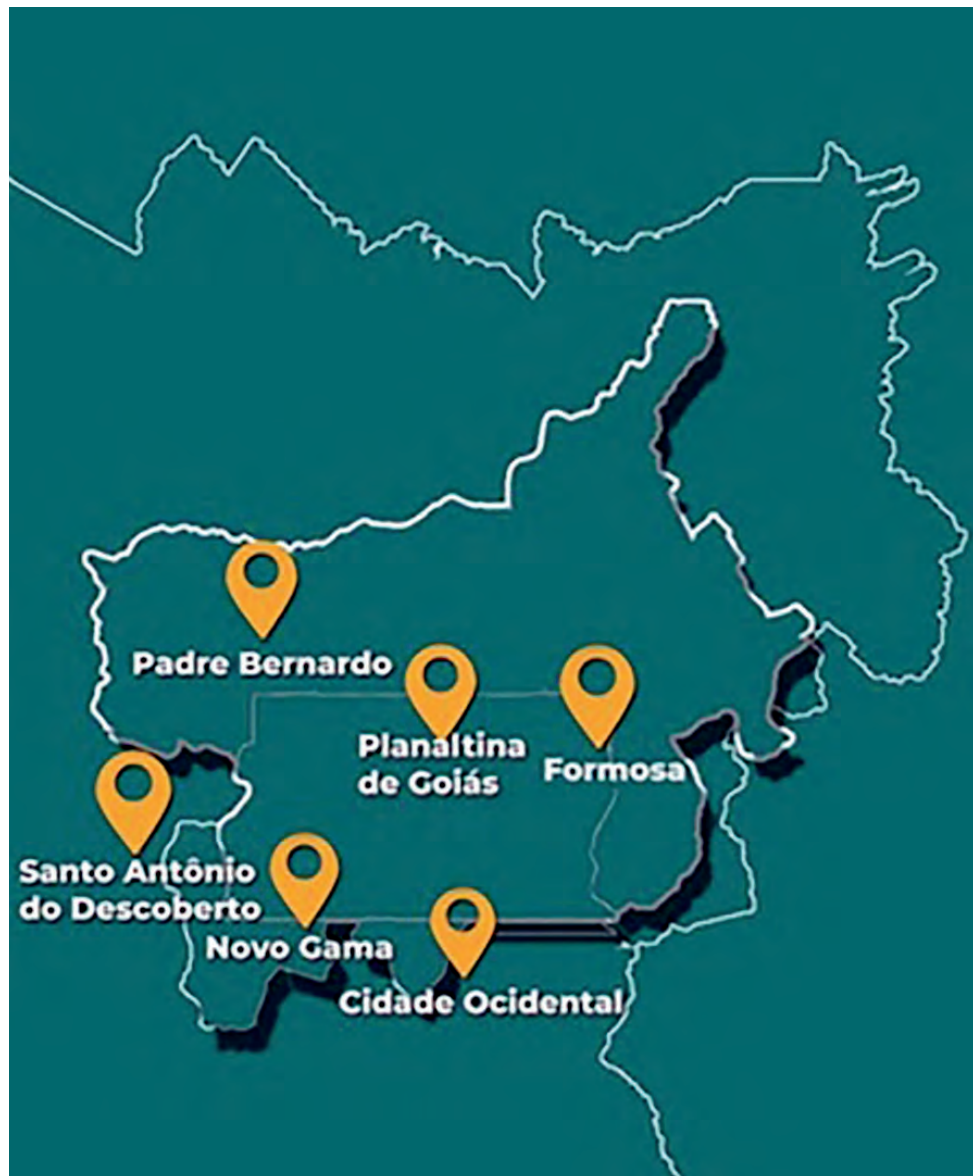 Padre Bernardo
Planaltina
de Goiás
Formosa
Santo Antônio
do Descoberto
Novo Gama
Cidade Ocidental